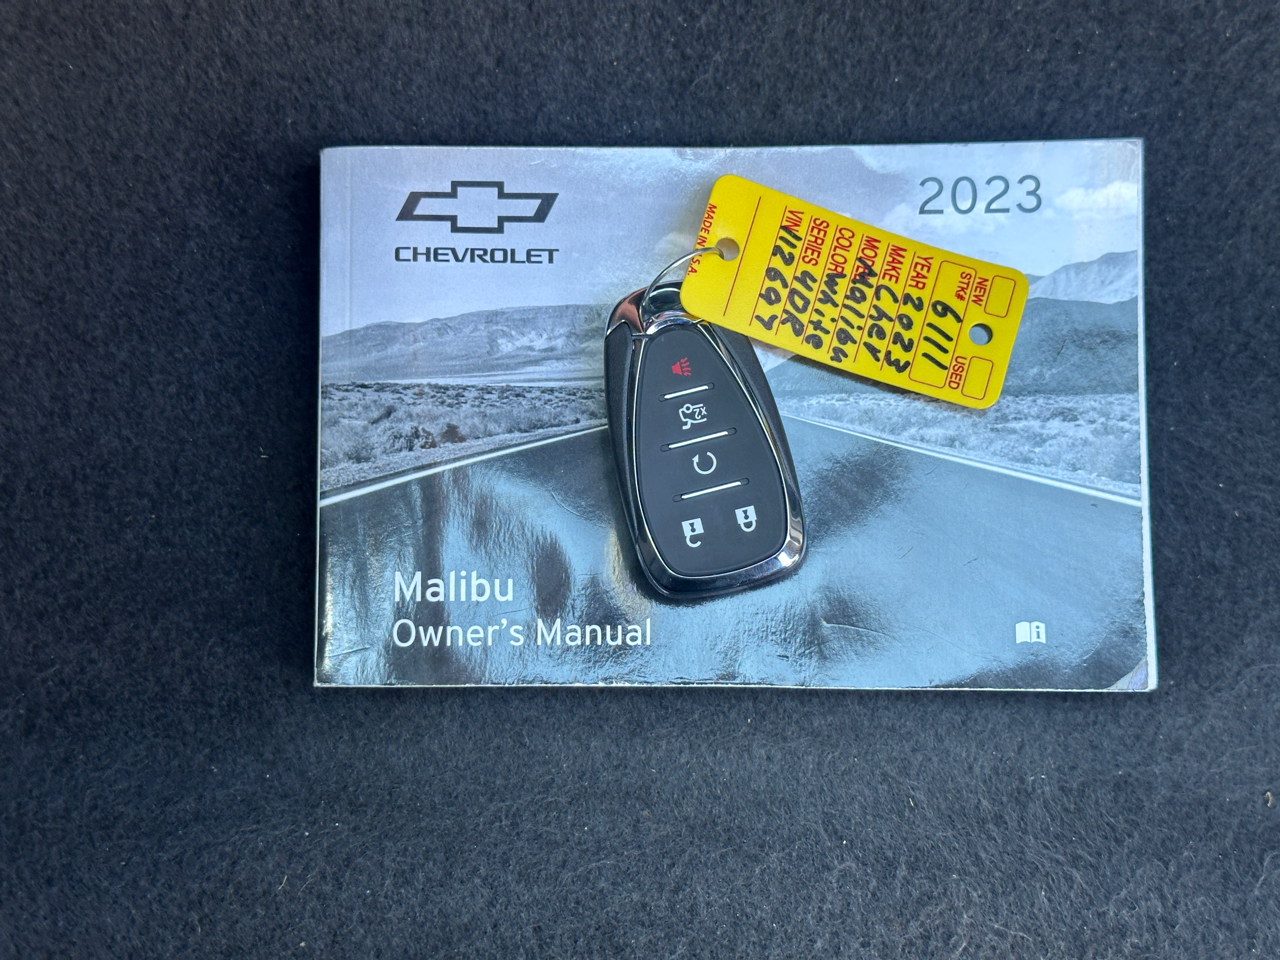 CHEVROLET
2023
MADE IN U.S.A.
NEW
USED
STK# 6111
YEAR 2023
MAKE Chev
MODEL Malibu
COLOR White
SERIES 4DR
VIN 112697
x2
Malibu
Owner's Manual